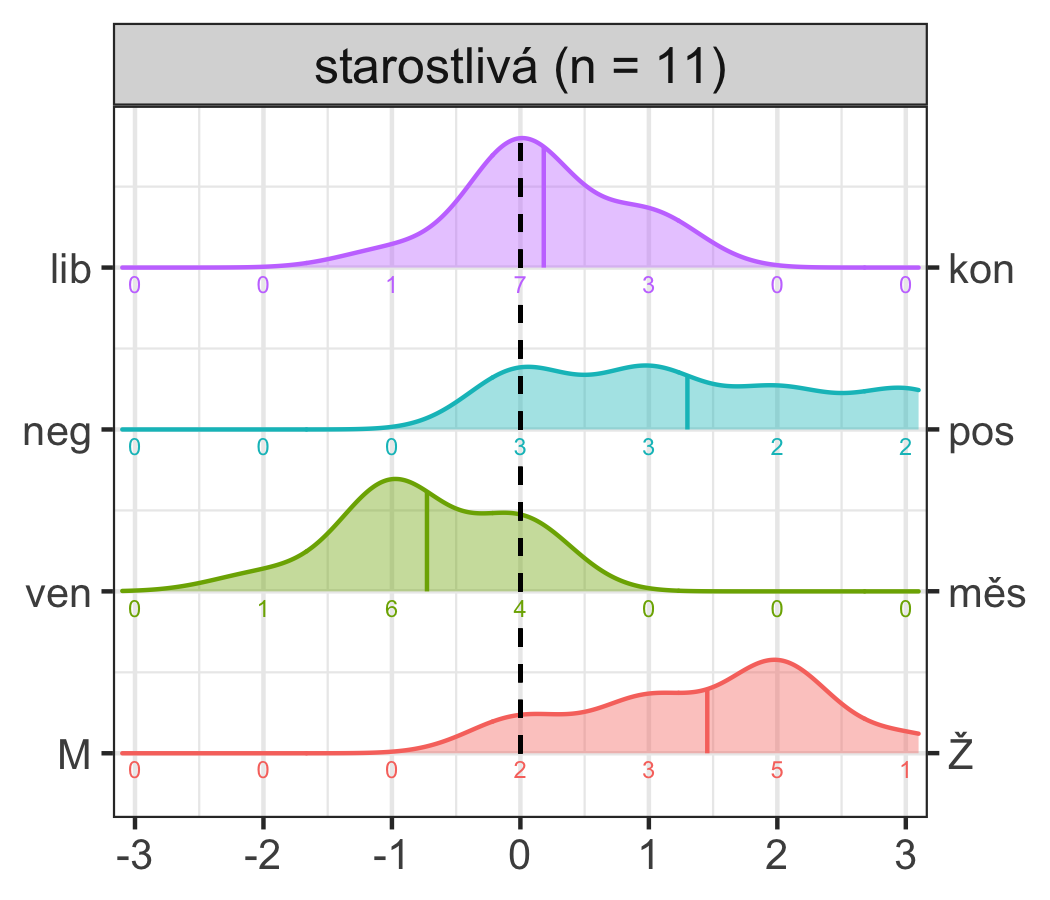 starostlivá (n = 11)
lib kon
0 0 1 7 3 0 0
neg pos
0 0 0 3 3 2 2
ven měs
0 1 6 4 0 0 0
M Ž
0 0 0 2 3 5 1
-3 -2 -1 0 1 2 3